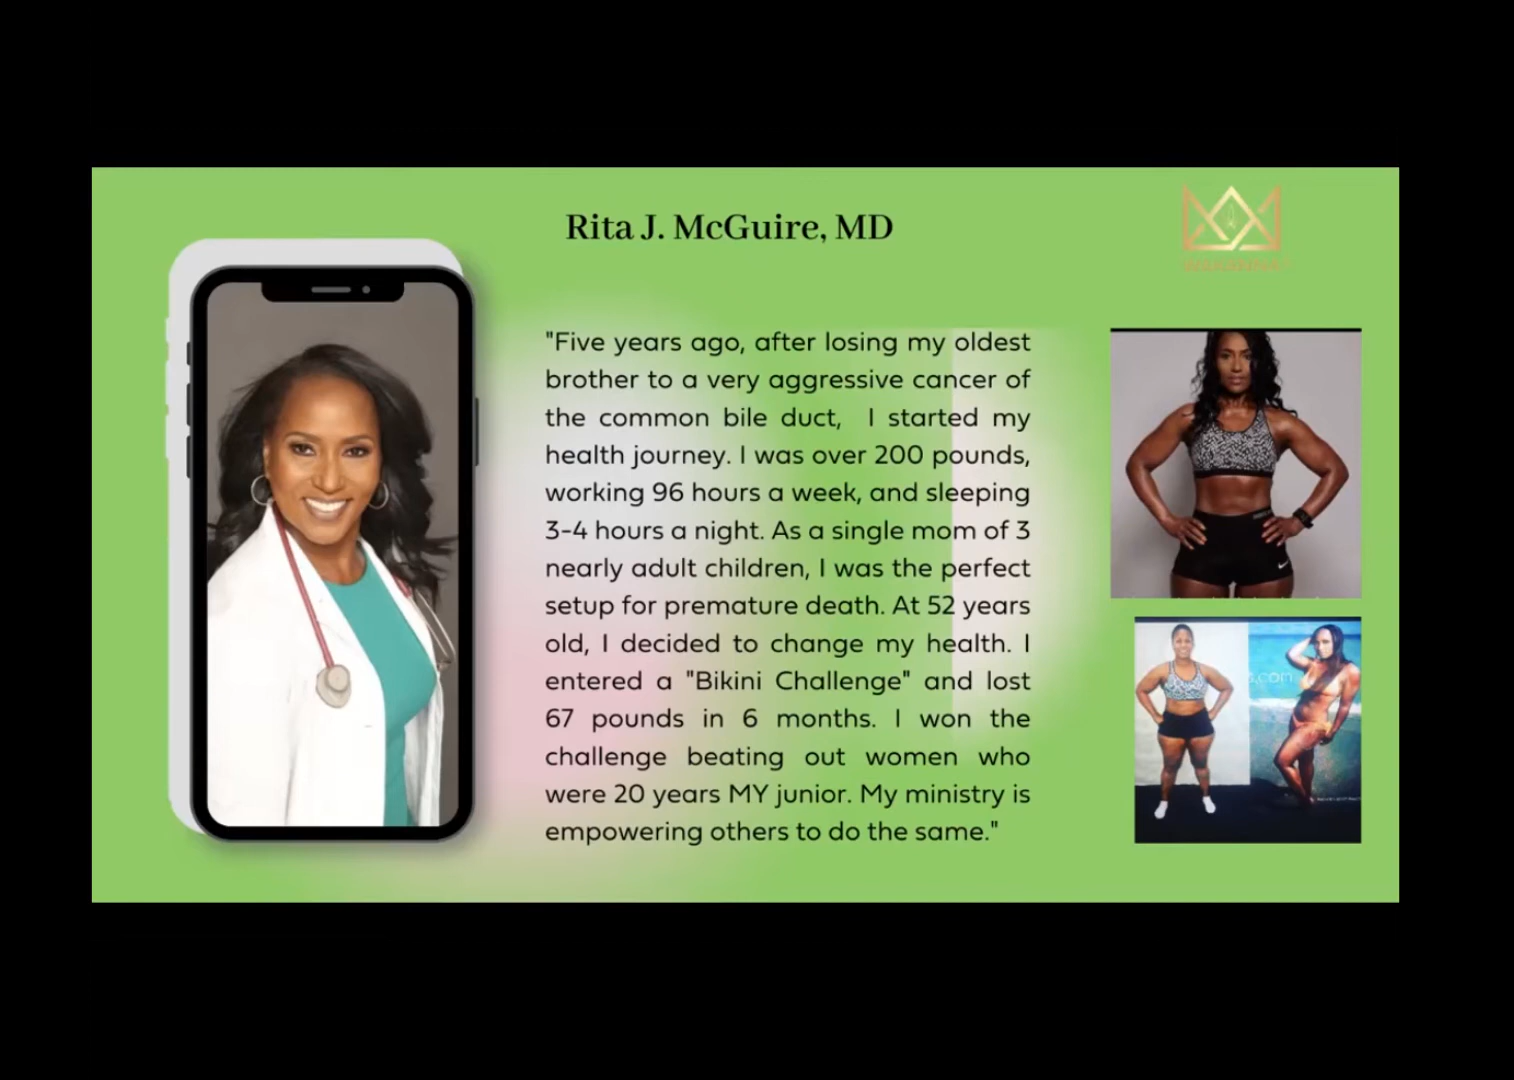 Rita J. McGuire, MD
"Five years ago, after losing my oldest
brother to a very aggressive cancer of
the common bile duct, I started my
health journey. I was over 200 pounds,
working 96 hours a week, and sleeping
3-4 hours a night. As a single mom of 3
nearly adult children, I was the perfect
setup for premature death. At 52 years
old, I decided to change my health. I
entered a "Bikini Challenge" and lost
67 pounds in 6 months. I won the
challenge beating out women who
were 20 years MY junior. My ministry is
empowering others to do the same."
s.com